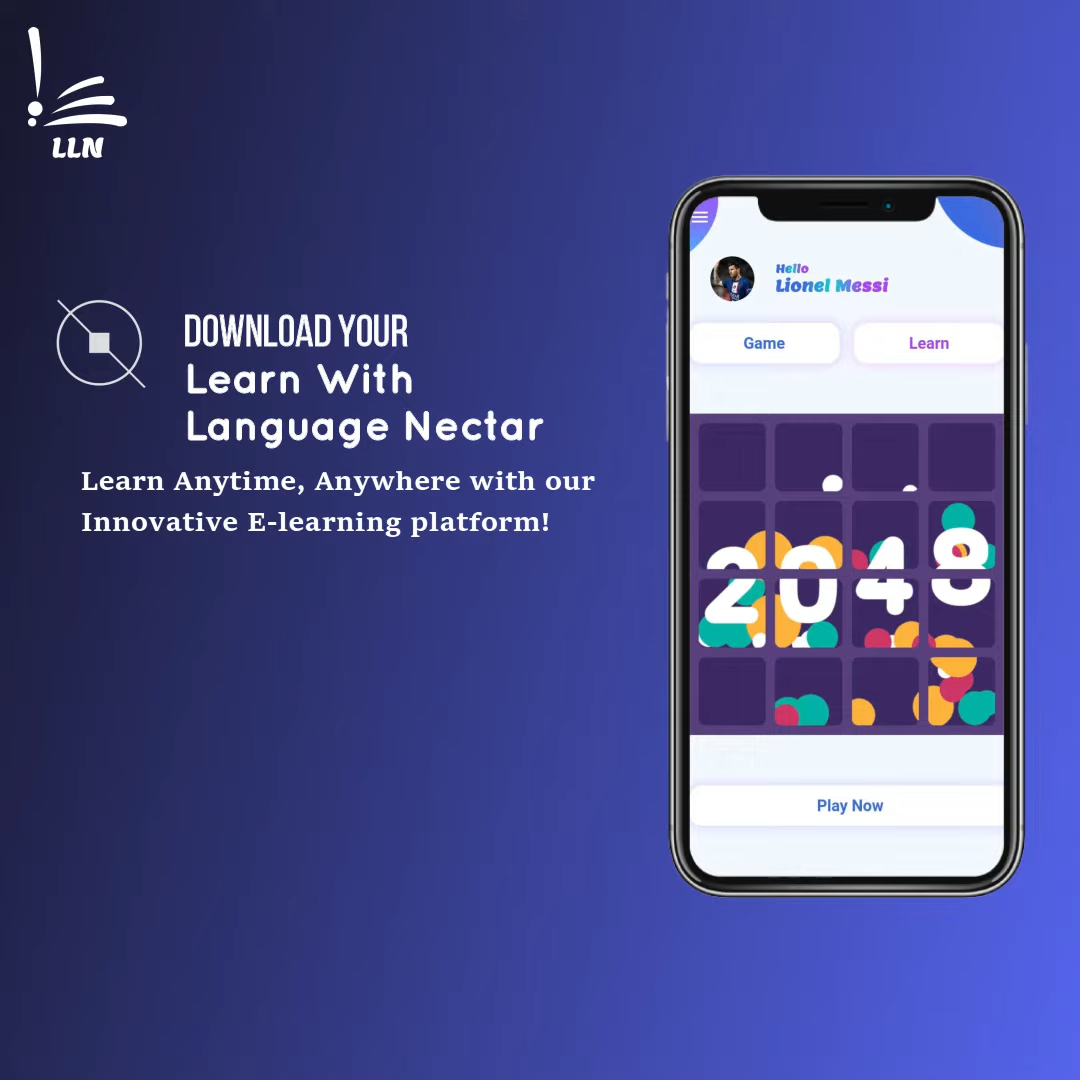 LLN
DOWNLOAD YOUR
Learn With
Language Nectar
Learn Anytime, Anywhere with our
Innovative E-learning platform!
Hello
Lionel Messi
Game
Learn
2048
Play Now